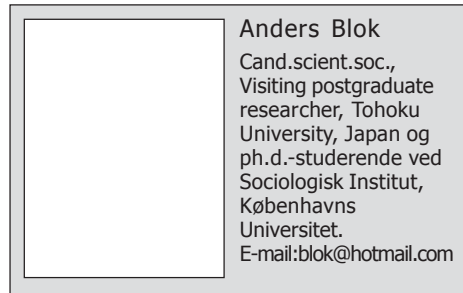 Anders Blok
Cand.scient.soc.,
Visiting postgraduate
researcher, Tohoku
University, Japan og
ph.d.-studerende ved
Sociologisk Institut,
Københavns
Universitet.
E-mail:blok@hotmail.com